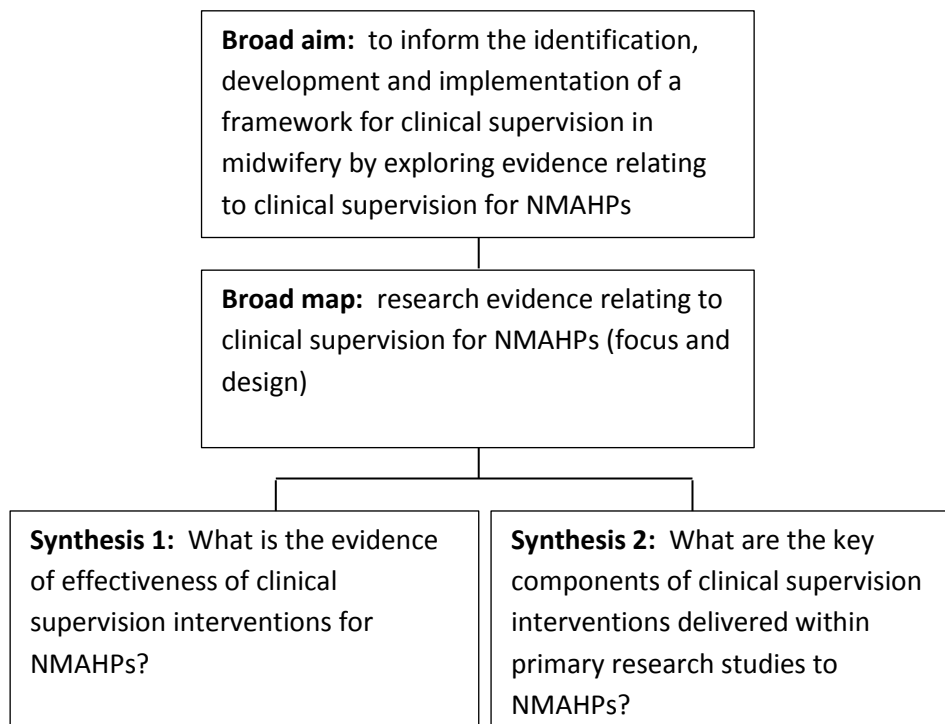 Broad aim: to inform the identification,
development and implementation of a
framework for clinical supervision in
midwifery by exploring evidence relating
to clinical supervision for NMAHPs
Broad map: research evidence relating to
clinical supervision for NMAHPs (focus and
design)
Synthesis 1: What is the evidence
of effectiveness of clinical
supervision interventions for
NMAHPs?
Synthesis 2: What are the key
components of clinical supervision
interventions delivered within
primary research studies to
NMAHPs?